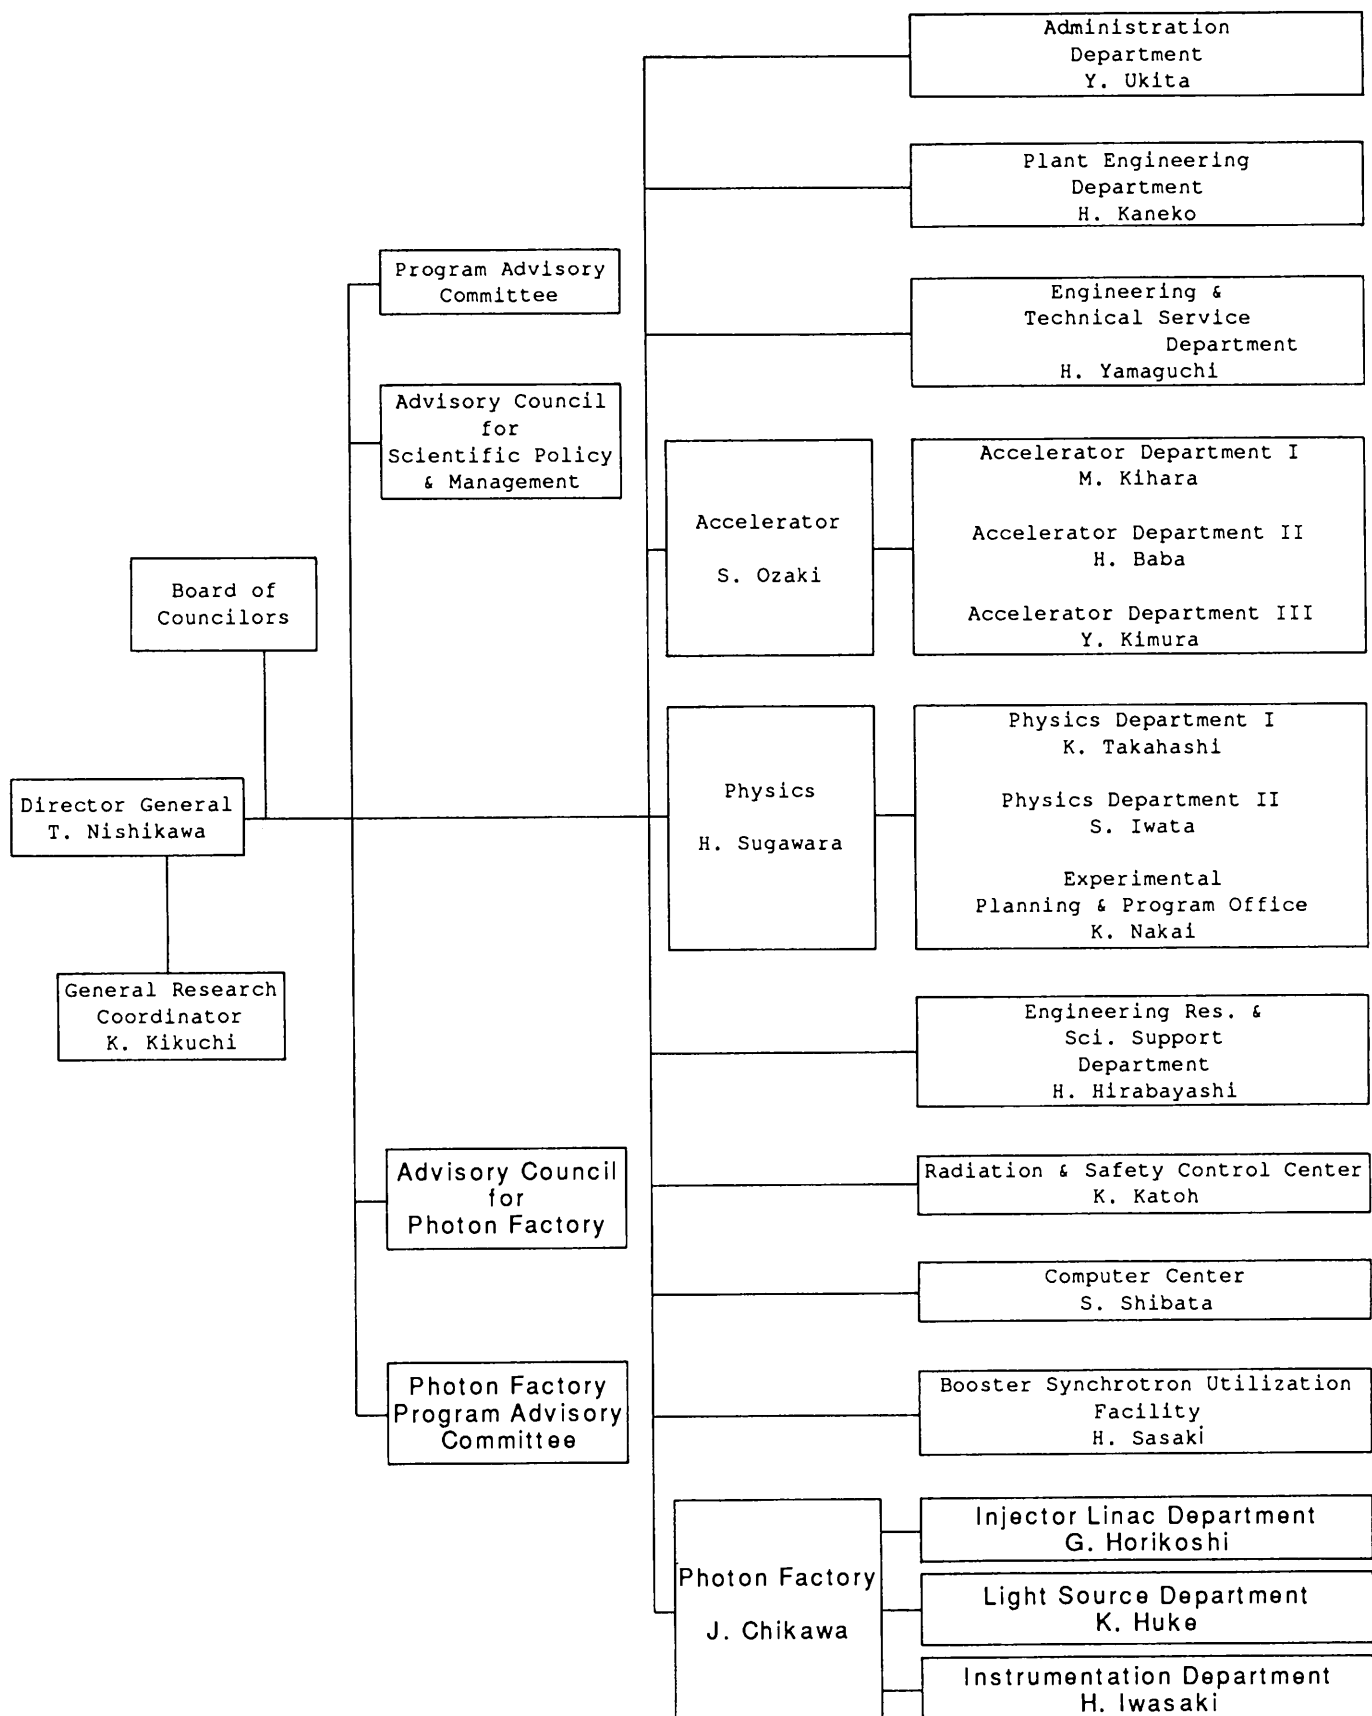 Administration
Department
Y. Ukita
Plant Engineering
Department
H. Kaneko
Program Advisory
Committee
Engineering &
Technical Service
Department
H. Yamaguchi
Advisory Council
for
Scientific Policy
& Management
Accelerator
S. Ozaki
Accelerator Department I
M. Kihara
Accelerator Department II
H. Baba
Accelerator Department III
Y. Kimura
Board of
Councilors
Director General
T. Nishikawa
Physics
H. Sugawara
Physics Department I
K. Takahashi
Physics Department II
S. Iwata
Experimental
Planning & Program Office
K. Nakai
General Research
Coordinator
K. Kikuchi
Engineering Res. &
Sci. Support
Department
H. Hirabayashi
Advisory Council
for
Photon Factory
Radiation & Safety Control Center
K. Katoh
Computer Center
S. Shibata
Photon Factory
Program Advisory
Committee
Booster Synchrotron Utilization
Facility
H. Sasaki
Photon Factory
J. Chikawa
Injector Linac Department
G. Horikoshi
Light Source Department
K. Huke
Instrumentation Department
H. Iwasaki